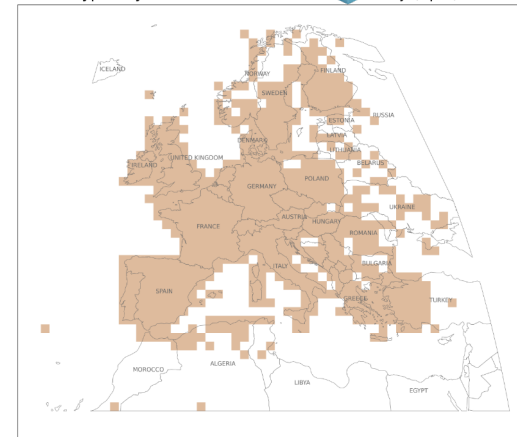 ICELAND
NORWAY
FINLAND
SWEDEN
RUSSIA
ESTONIA
LATVIA
DENMARK
LITHUANIA
UNITED KINGDOM
BELARUS
IRELAND
POLAND
GERMANY
UKRAINE
AUSTRIA
HUNGARY
FRANCE
ROMANIA
BULGARIA
ITALY
SPAIN
GREECE
TURKEY
ALGERIA
MOROCCO
LIBYA
EGYPT